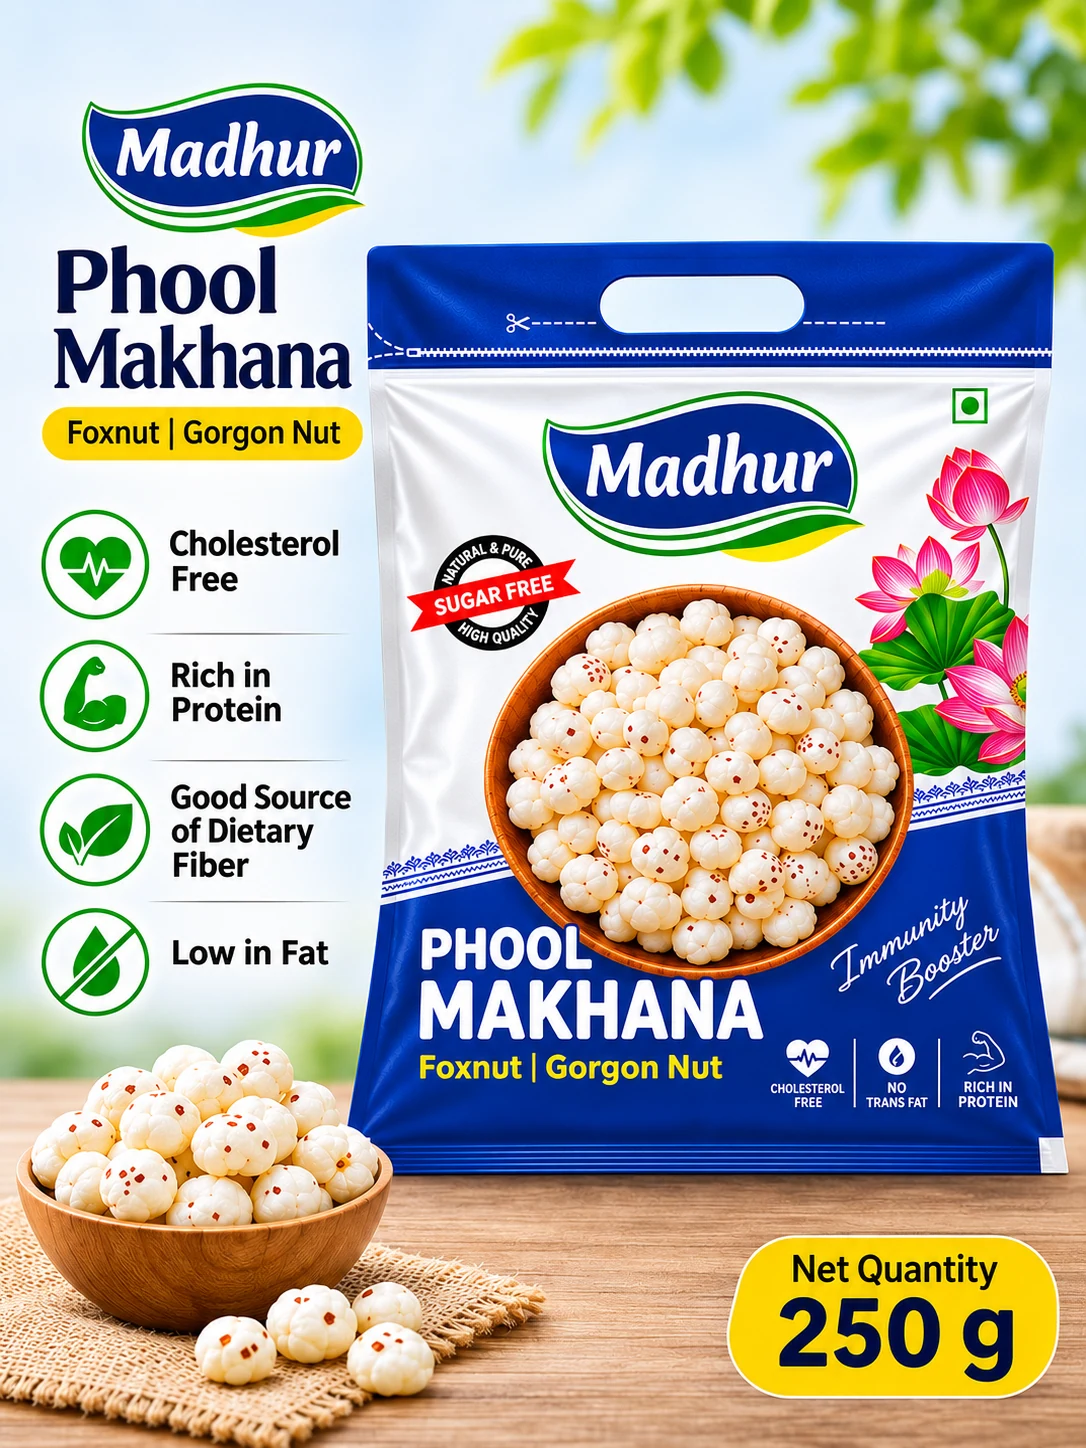 Madhur
Phool
Makhana
Foxnut | Gorgon Nut
Cholesterol
Free
Rich in
Protein
Good Source
of Dietary
Fiber
Low in Fat
Madhur
NATURAL & PURE
SUGAR FREE
HIGH QUALITY
PHOOL
MAKHANA
Foxnut | Gorgon Nut
Immunity
Booster
CHOLESTEROL
FREE
NO
TRANS FAT
RICH IN
PROTEIN
Net Quantity
250 g